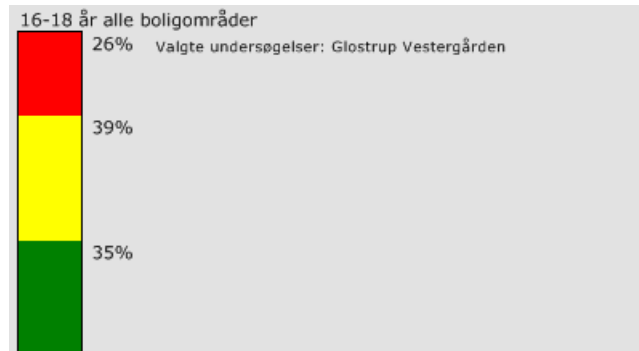 16-18 år alle boligområder
26% Valgte undersøgelser: Glostrup Vestergården
39%
35%